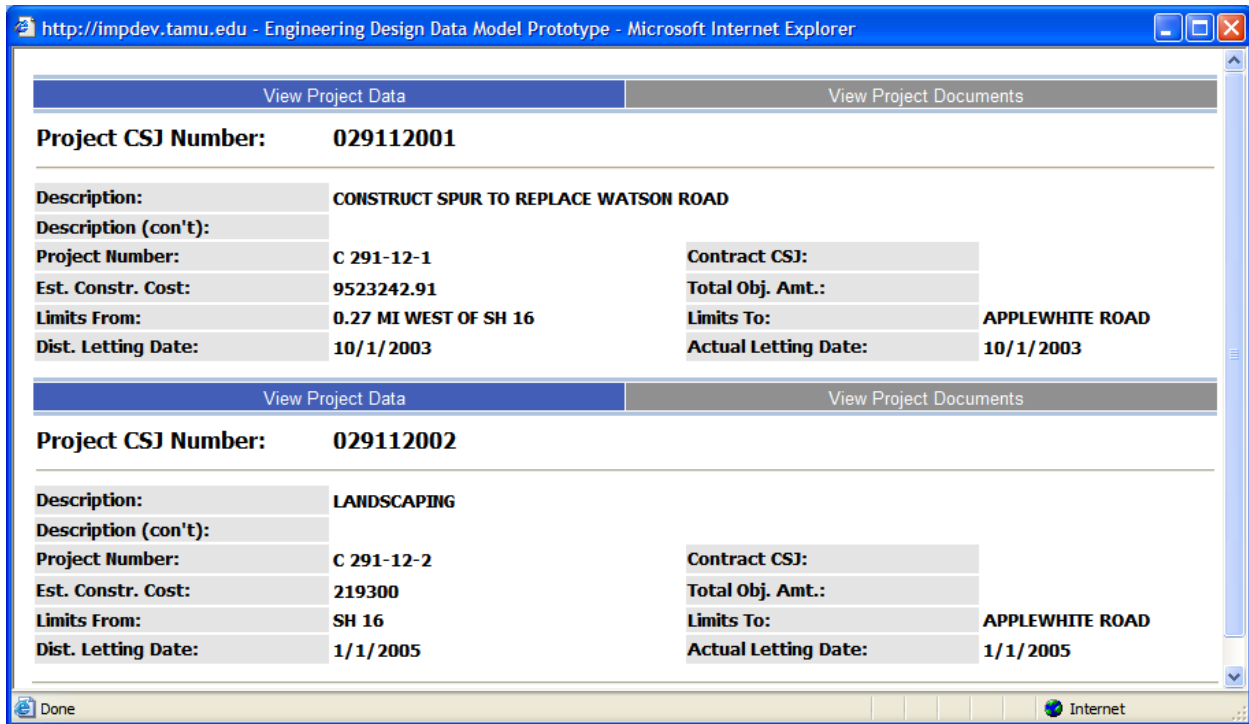 http://impdev.tamu.edu - Engineering Design Data Model Prototype - Microsoft Internet Explorer
View Project Data View Project Documents
Project CSJ Number: 029112001
Description: CONSTRUCT SPUR TO REPLACE WATSON ROAD
Description (con't):
Project Number: C 291-12-1 Contract CSJ:
Est. Constr. Cost: 9523242.91 Total Obj. Amt.:
Limits From: 0.27 MI WEST OF SH 16 Limits To: APPLEWHITE ROAD
Dist. Letting Date: 10/1/2003 Actual Letting Date: 10/1/2003
View Project Data View Project Documents
Project CSJ Number: 029112002
Description: LANDSCAPING
Description (con't):
Project Number: C 291-12-2 Contract CSJ:
Est. Constr. Cost: 219300 Total Obj. Amt.:
Limits From: SH 16 Limits To: APPLEWHITE ROAD
Dist. Letting Date: 1/1/2005 Actual Letting Date: 1/1/2005
Done Internet